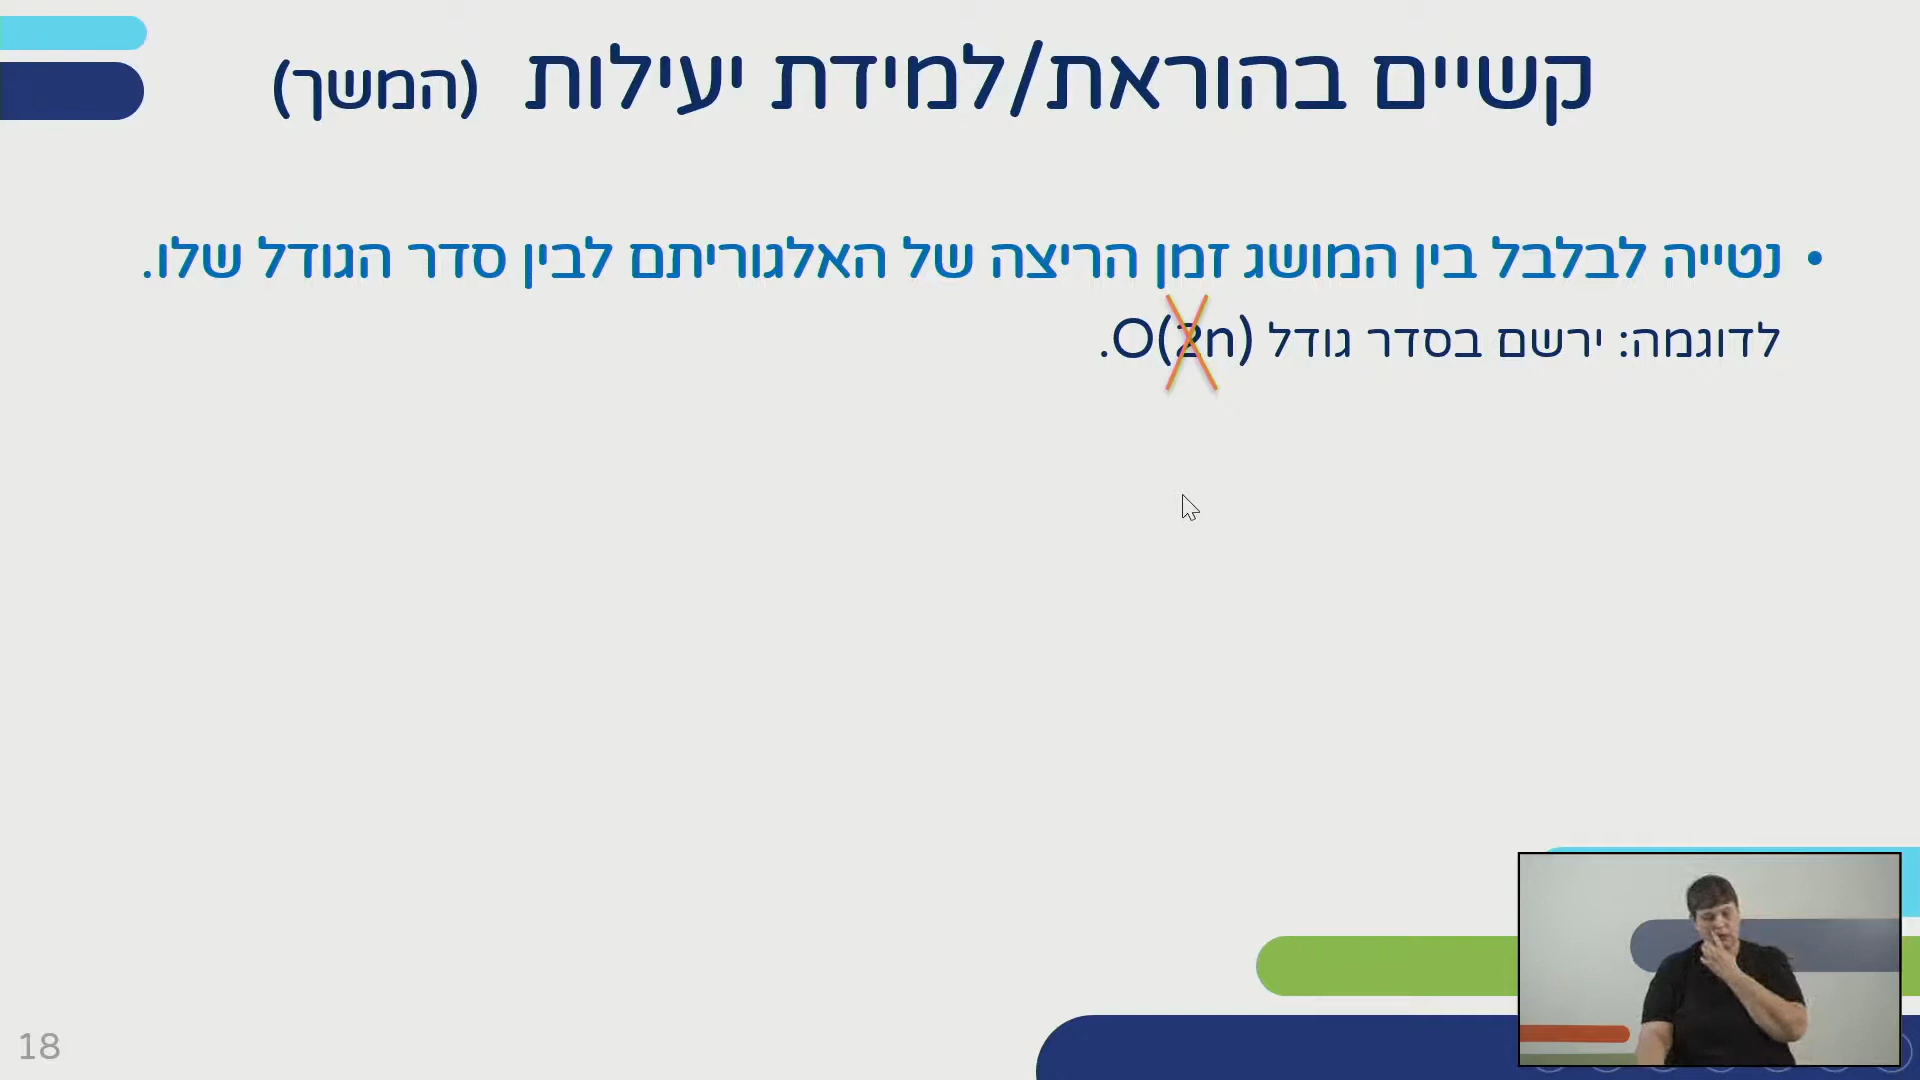 קשיים בהוראת/למידת יעילות (המשך)
• נטייה לבלבל בין המושג זמן הריצה של האלגוריתם לבין סדר הגודל שלו.
לדוגמה: ירשם בסדר גודל O(2n).
18